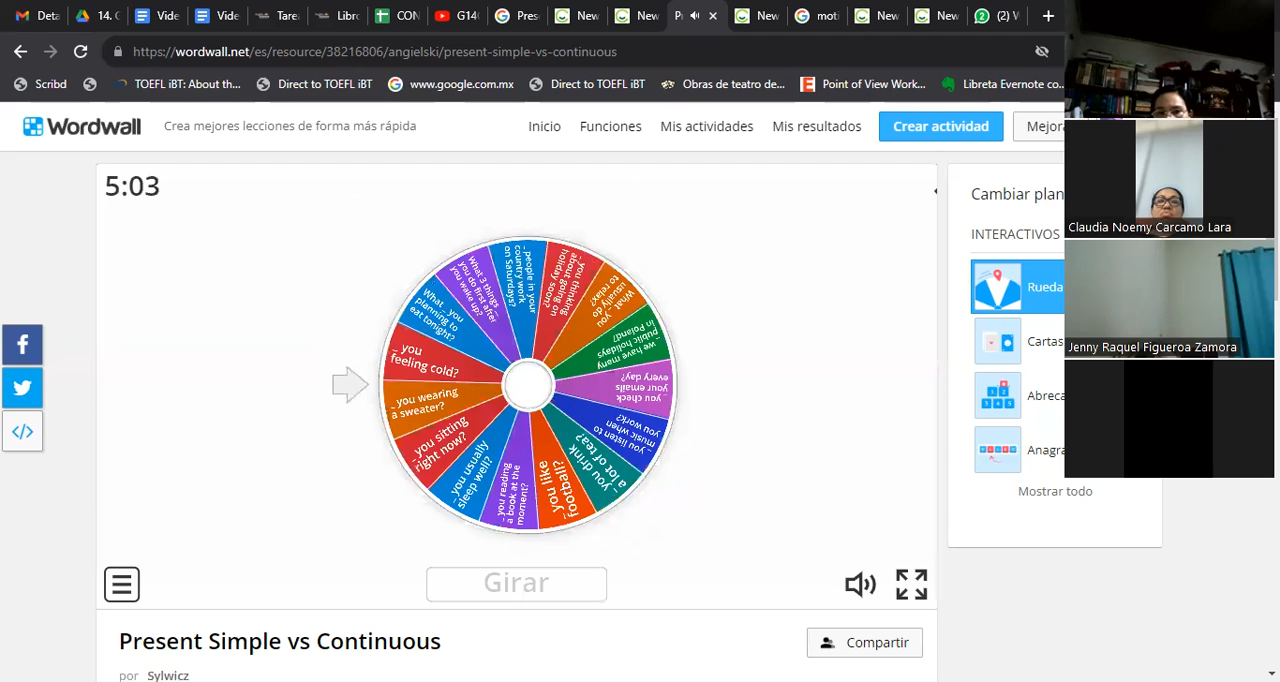 Deta
14. (
Vide
Vide
Tare
Libr
CON
G14(
Pres
New
New
P
New
moti
New
New
(2) W
https://wordwall.net/es/resource/38216806/angielski/present-simple-vs-continuous
Scribd
TOEFL iBT: About th...
Direct to TOEFL iBT
www.google.com.mx
Direct to TOEFL iBT
Obras de teatro de...
Point of View Work...
Libreta Evernote co...
Wordwall
Crea mejores lecciones de forma más rápida
Inicio
Funciones
Mis actividades
Mis resultados
Crear actividad
Mejora
5:03
_ people in your
country work
on Saturdays?
_ you thinking
about going on
holiday soon?
What _ you
usually do
to relax?
_ we have many
public holidays
in Poland?
_ you check
your emails
every day?
_ you listen to
music when
you work?
_ you drink
a lot of tea?
_ you like
football?
_ you reading
a book at the
moment?
_ you usually
sleep well?
_ you sitting
right now?
_ you wearing
a sweater?
_ you
feeling cold?
What _ you
planning to
eat tonight?
What 3 things _
you do first after
you wake up?
Girar
Present Simple vs Continuous
Compartir
por Sylwicz
Cambiar plan
INTERACTIVOS
Rueda
Cartas
Abreca
Anagra
Mostrar todo
Claudia Noemy Carcamo Lara
Jenny Raquel Figueroa Zamora